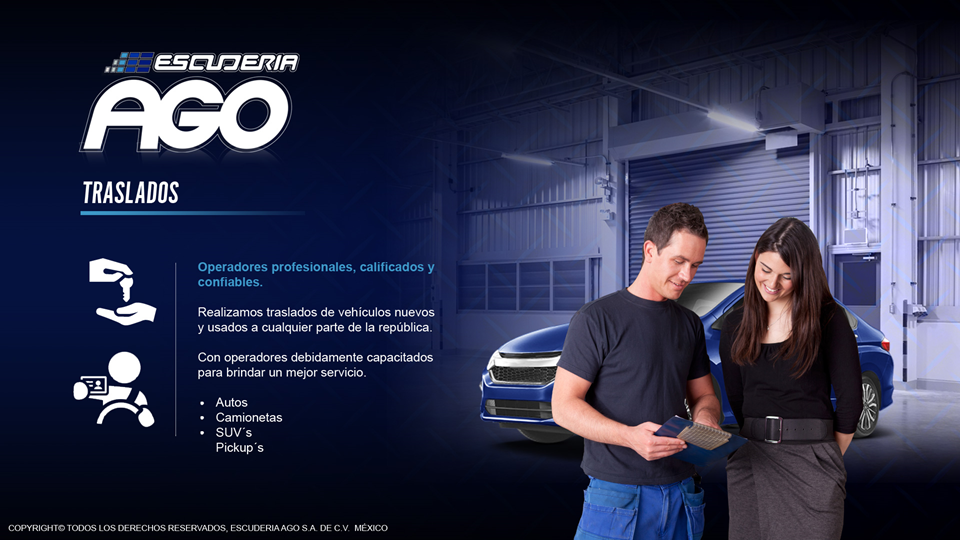 ESCUDERIA
AGO
TRASLADOS
Operadores profesionales, calificados y
confiables.
Realizamos traslados de vehículos nuevos
y usados a cualquier parte de la república.
Con operadores debidamente capacitados
para brindar un mejor servicio.
• Autos
• Camionetas
• SUV´s
Pickup´s
COPYRIGHT© TODOS LOS DERECHOS RESERVADOS, ESCUDERIA AGO S.A. DE C.V. MÉXICO